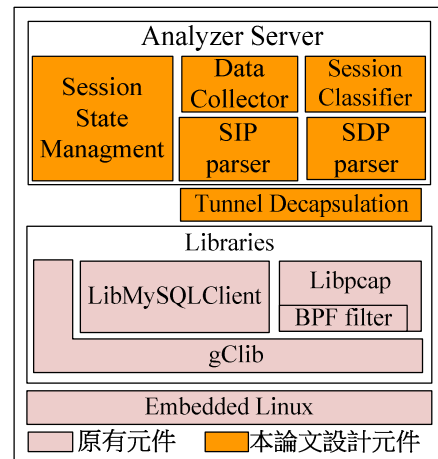 Analyzer Server
Session
State
Managment
Data
Collector
Session
Classifier
SIP
parser
SDP
parser
Tunnel Decapsulation
Libraries
LibMySQLClient
Libpcap
BPF filter
gClib
Embedded Linux
原有元件
本論文設計元件